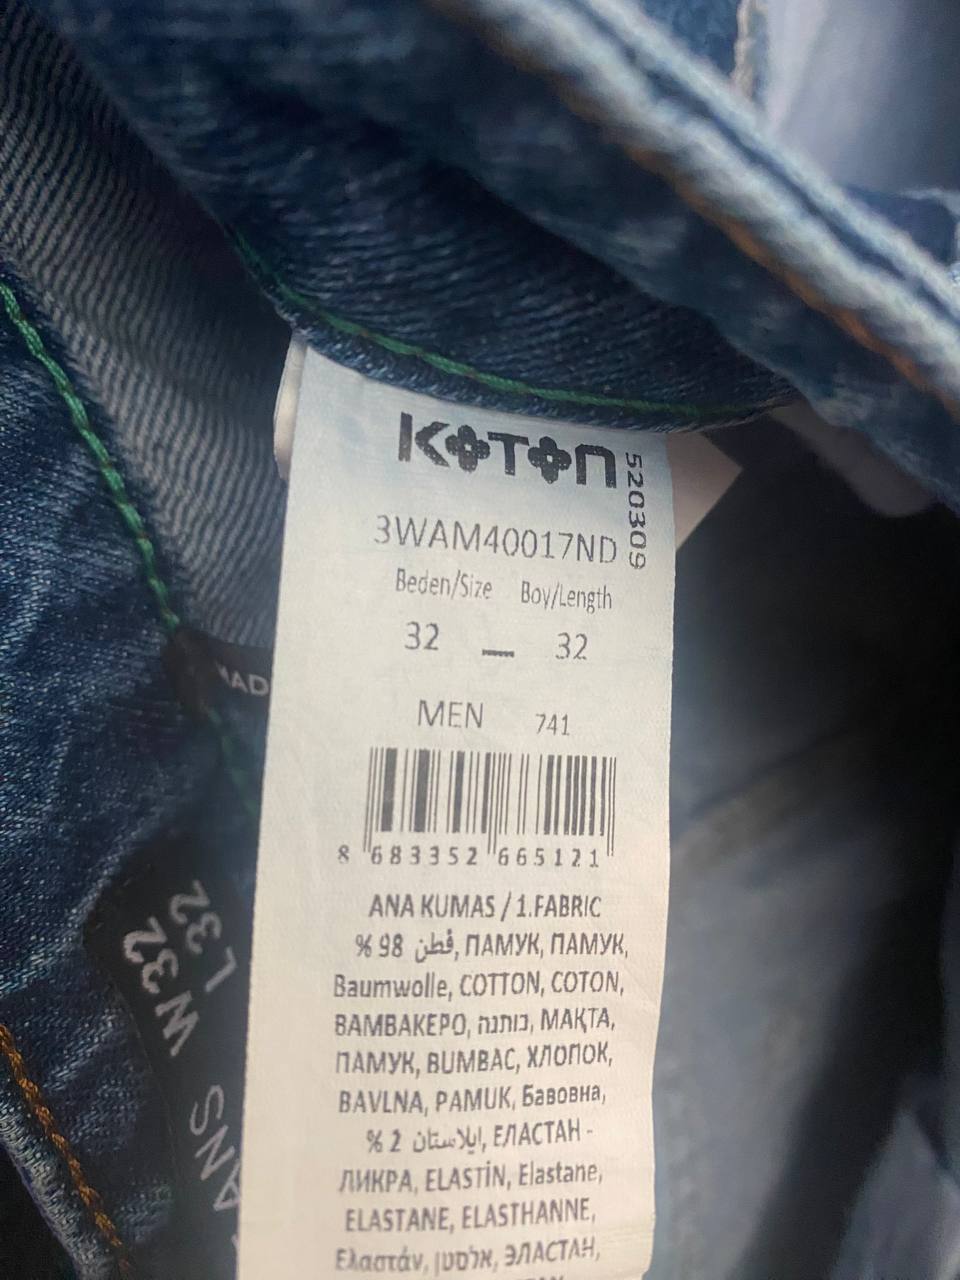 KOTON
520309
3WAM40017ND
Beden/Size Boy/Length
32 - 32
MEN 741
8 683352 665121
ANA KUMAS / 1.FABRIC
% 98 قطن, ПАМУК, ПАМУК,
Baumwolle, COTTON, COTON,
BAMBAKEPO, כותנה, МАҚТА,
ПАМУК, BUMBAC, ХЛОПОК,
BAVLNA, PAMUK, Бавовна,
% 2 ايلاستان, ЕЛАСТАН -
ЛИКРА, ELASTİN, Elastane,
ELASTANE, ELASTHANNE,
Ελαστάν, אלסטן, ЭЛАСТАН,
W32
L32